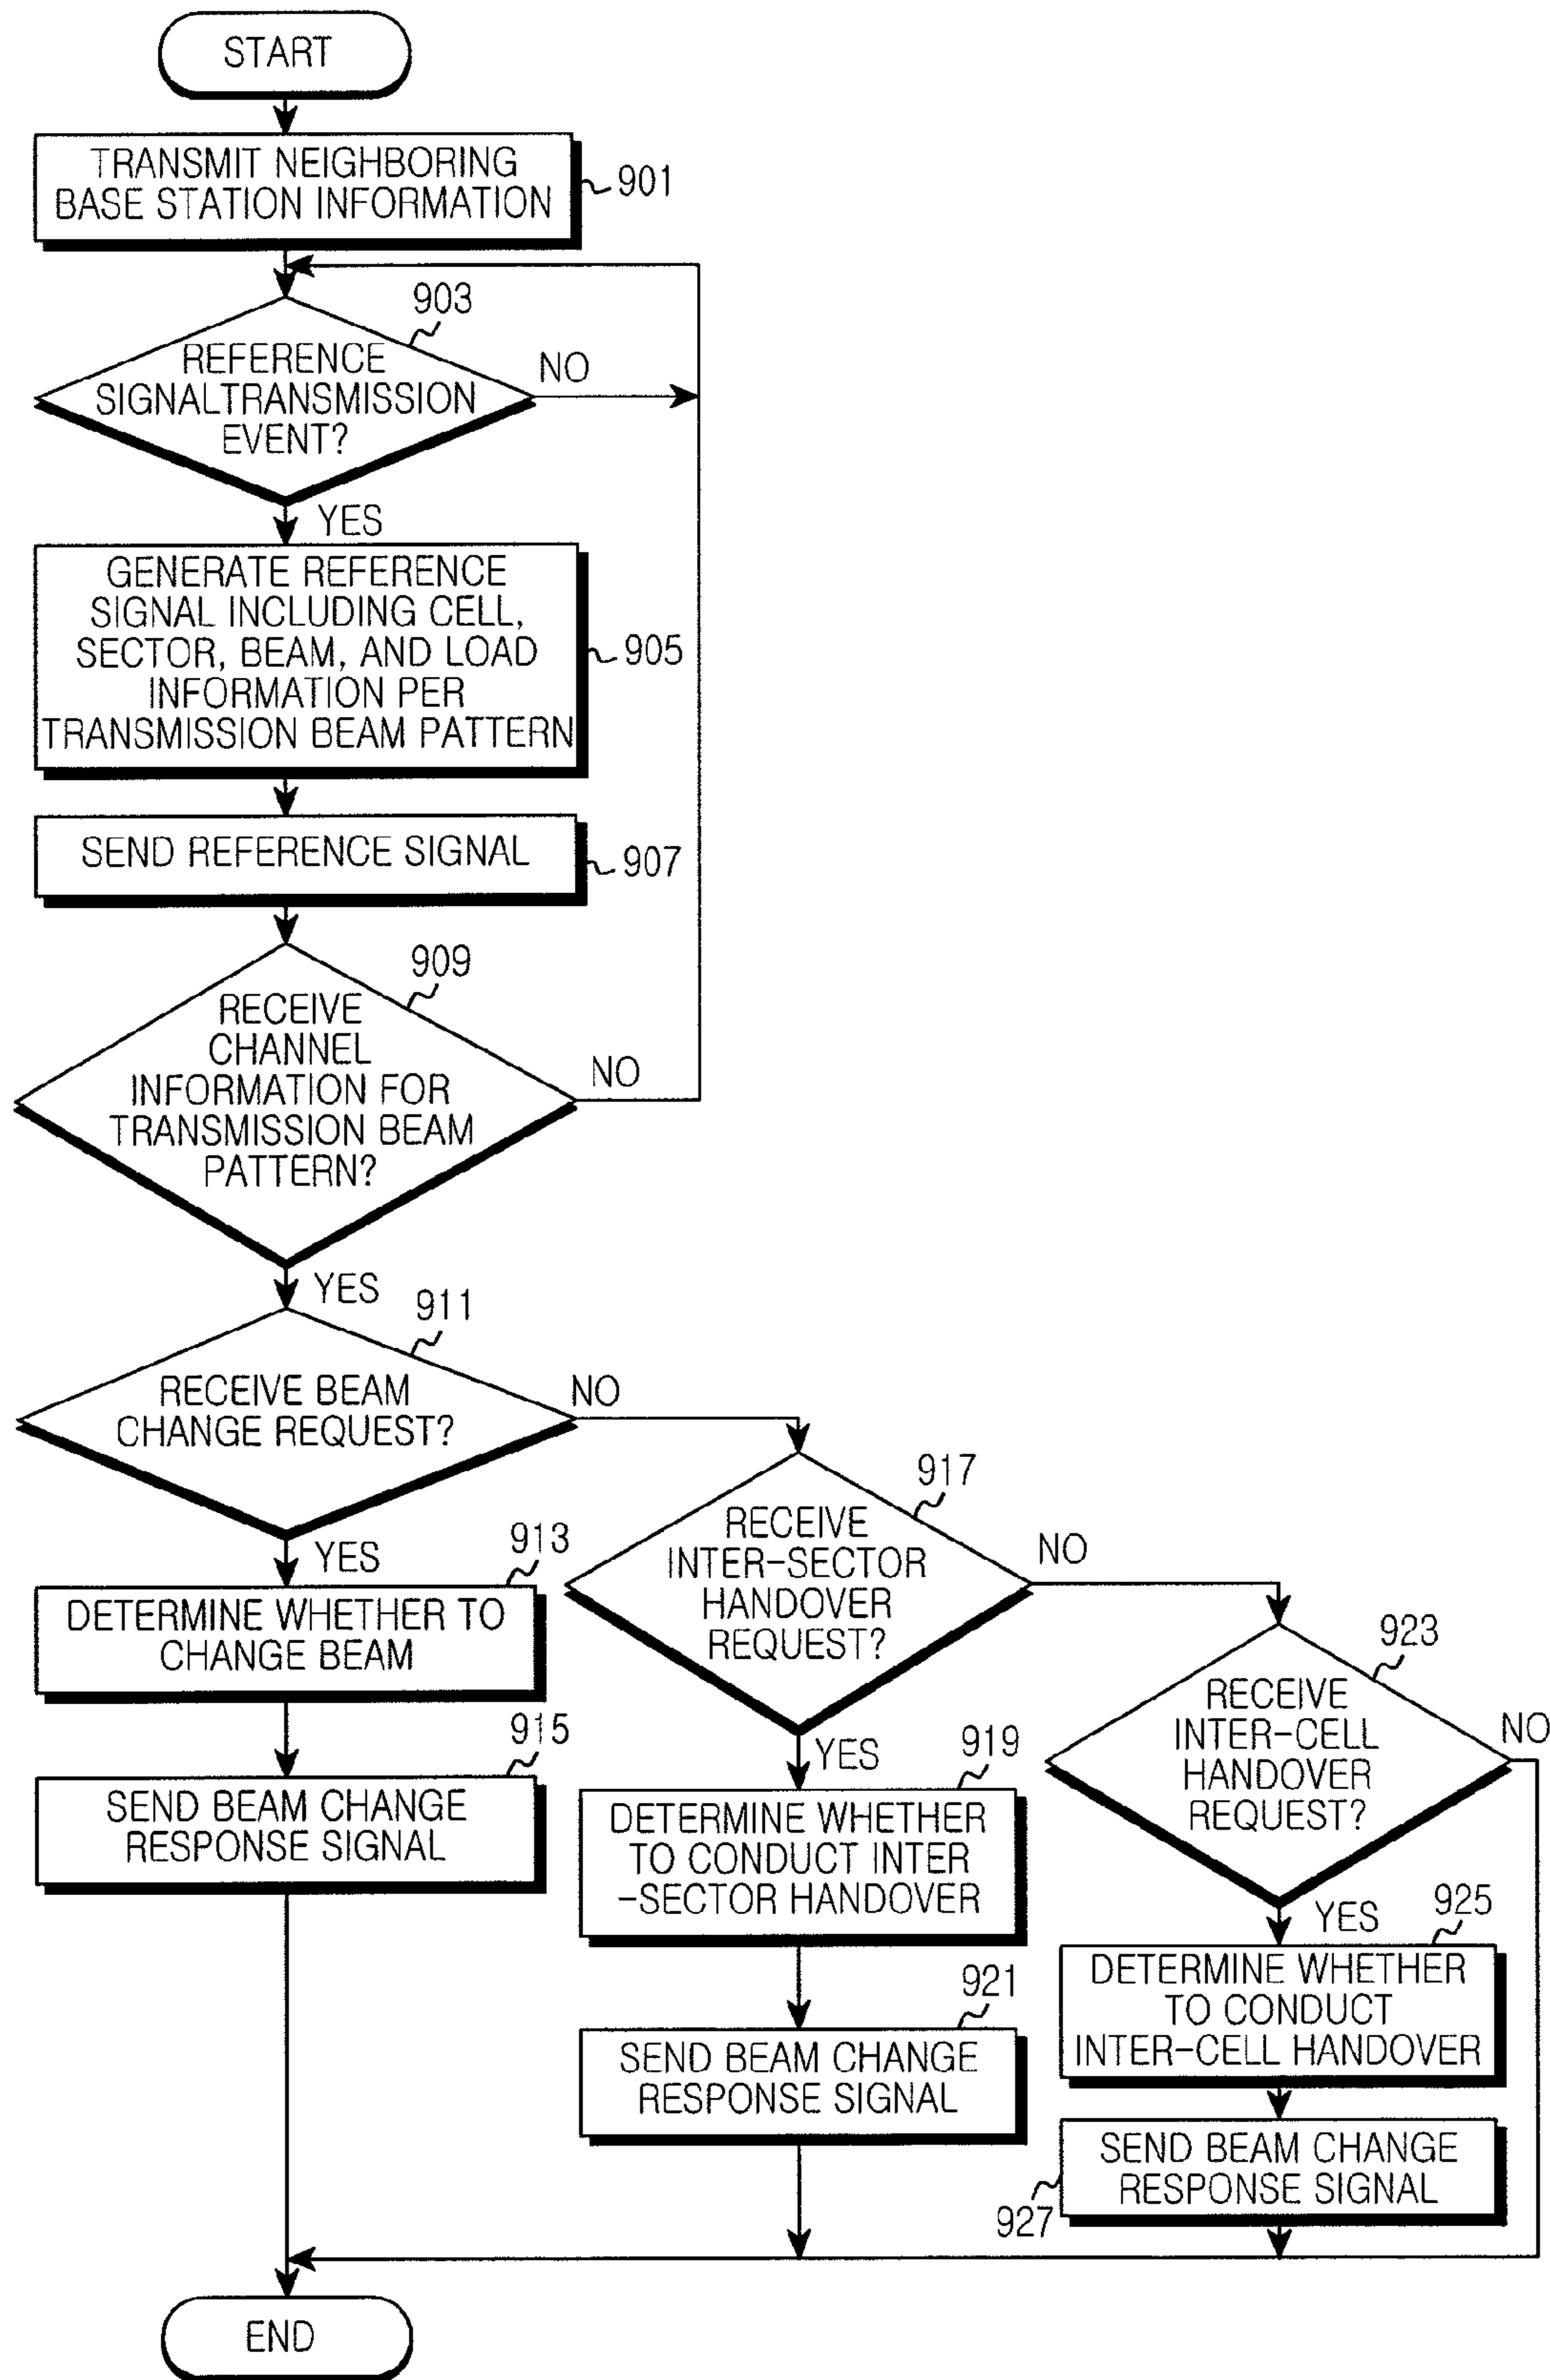 START
TRANSMIT NEIGHBORING
BASE STATION INFORMATION
901
903
REFERENCE
SIGNALTRANSMISSION
EVENT?
NO
YES
GENERATE REFERENCE
SIGNAL INCLUDING CELL,
SECTOR, BEAM, AND LOAD
INFORMATION PER
TRANSMISSION BEAM PATTERN
905
SEND REFERENCE SIGNAL
907
909
RECEIVE
CHANNEL
INFORMATION FOR
TRANSMISSION BEAM
PATTERN?
NO
YES
911
RECEIVE BEAM
CHANGE REQUEST?
NO
YES
913
DETERMINE WHETHER TO
CHANGE BEAM
915
SEND BEAM CHANGE
RESPONSE SIGNAL
917
RECEIVE
INTER-SECTOR
HANDOVER
REQUEST?
NO
YES
919
DETERMINE WHETHER
TO CONDUCT INTER
-SECTOR HANDOVER
921
SEND BEAM CHANGE
RESPONSE SIGNAL
923
RECEIVE
INTER-CELL
HANDOVER
REQUEST?
NO
YES
925
DETERMINE WHETHER
TO CONDUCT
INTER-CELL HANDOVER
SEND BEAM CHANGE
RESPONSE SIGNAL
927
END